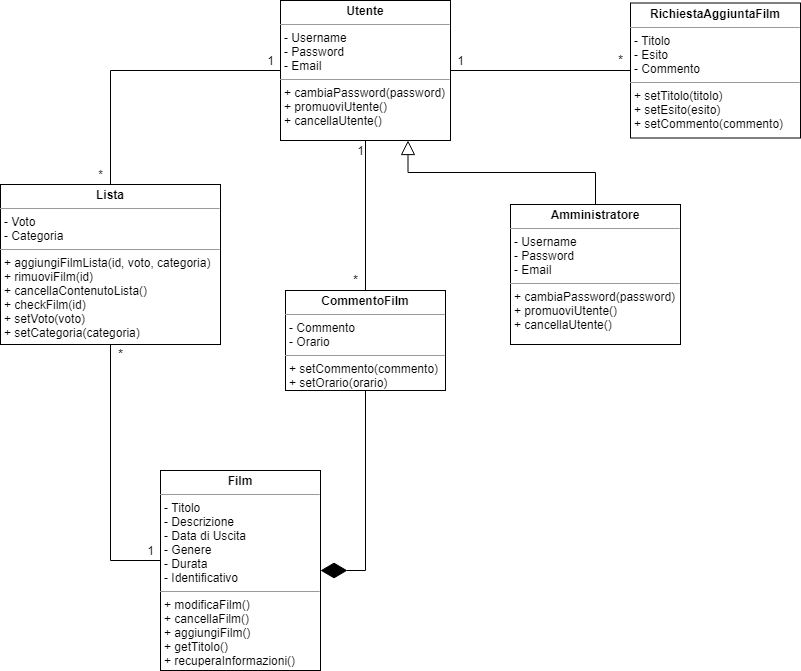 Utente
- Username
- Password
- Email
+ cambiaPassword(password)
+ promuoviUtente()
+ cancellaUtente()
RichiestaAggiuntaFilm
- Titolo
- Esito
- Commento
+ setTitolo(titolo)
+ setEsito(esito)
+ setCommento(commento)
1
1
*
1
*
Lista
- Voto
- Categoria
+ aggiungiFilmLista(id, voto, categoria)
+ rimuoviFilm(id)
+ cancellaContenutoLista()
+ checkFilm(id)
+ setVoto(voto)
+ setCategoria(categoria)
*
Amministratore
- Username
- Password
- Email
+ cambiaPassword(password)
+ promuoviUtente()
+ cancellaUtente()
*
CommentoFilm
- Commento
- Orario
+ setCommento(commento)
+ setOrario(orario)
Film
- Titolo
- Descrizione
- Data di Uscita
- Genere
- Durata
- Identificativo
+ modificaFilm()
+ cancellaFilm()
+ aggiungiFilm()
+ getTitolo()
+ recuperaInformazioni()
1